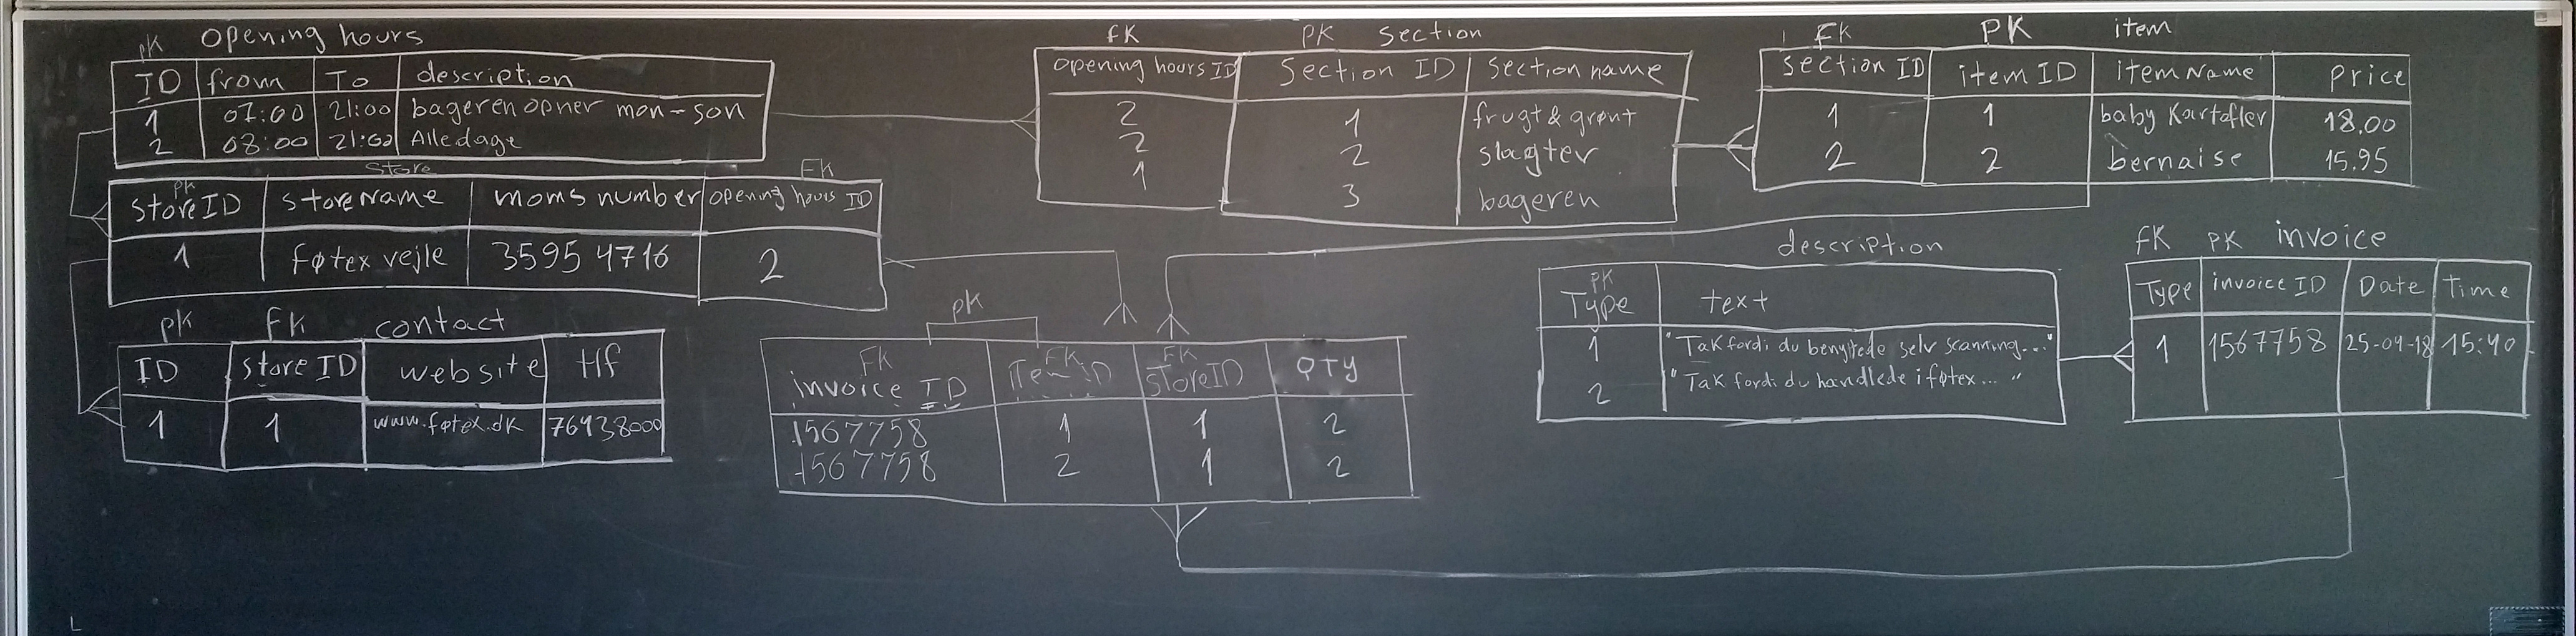 PK opening hours
ID from To description
1 07:00 21:00 bageren opner mon-son
2 08:00 21:00 Alle dage
Store
PK FK
Store ID store Name moms number opening hours ID
1 føtex vejle 3595 4716 2
PK FK contact
ID store ID website tlf
1 1 www.føtex.dk 76438000
FK PK section
opening hours ID Section ID section name
2 1 frugt & grønt
2 2 slagter
1 3 bageren
FK PK item
section ID item ID item Name price
1 1 baby Kartofler 18.00
2 2 bernaise 15.95
PK
FK FK FK
invoice ID Item ID store ID QTY
1567758 1 1 2
1567758 2 1 2
description
PK
Type text
1 "Tak fordi du benyttede selv scanning..."
2 "Tak fordi du handlede i føtex... "
FK PK invoice
Type invoice ID Date Time
1 1567758 25-04-18 15:40